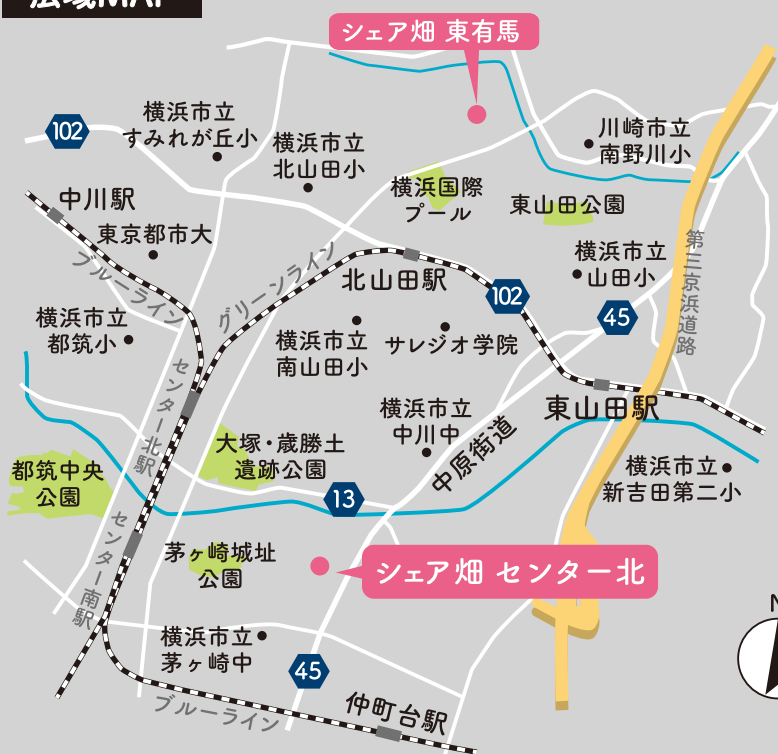 広域MAP
シェア畑 東有馬
102
横浜市立
すみれが丘小
横浜市立
北山田小
川崎市立
南野川小
中川駅
横浜国際
プール
東山田公園
東京都市大
ブルーライン
グリーンライン
北山田駅
横浜市立
山田小
第三京浜道路
102
45
横浜市立
都筑小
横浜市立
南山田小
サレジオ学院
センター北駅
横浜市立
中川中
東山田駅
中原街道
大塚・歳勝土
遺跡公園
都筑中央
公園
13
横浜市立
新吉田第二小
センター南駅
茅ヶ崎城址
公園
シェア畑 センター北
N
横浜市立
茅ヶ崎中
45
ブルーライン
仲町台駅